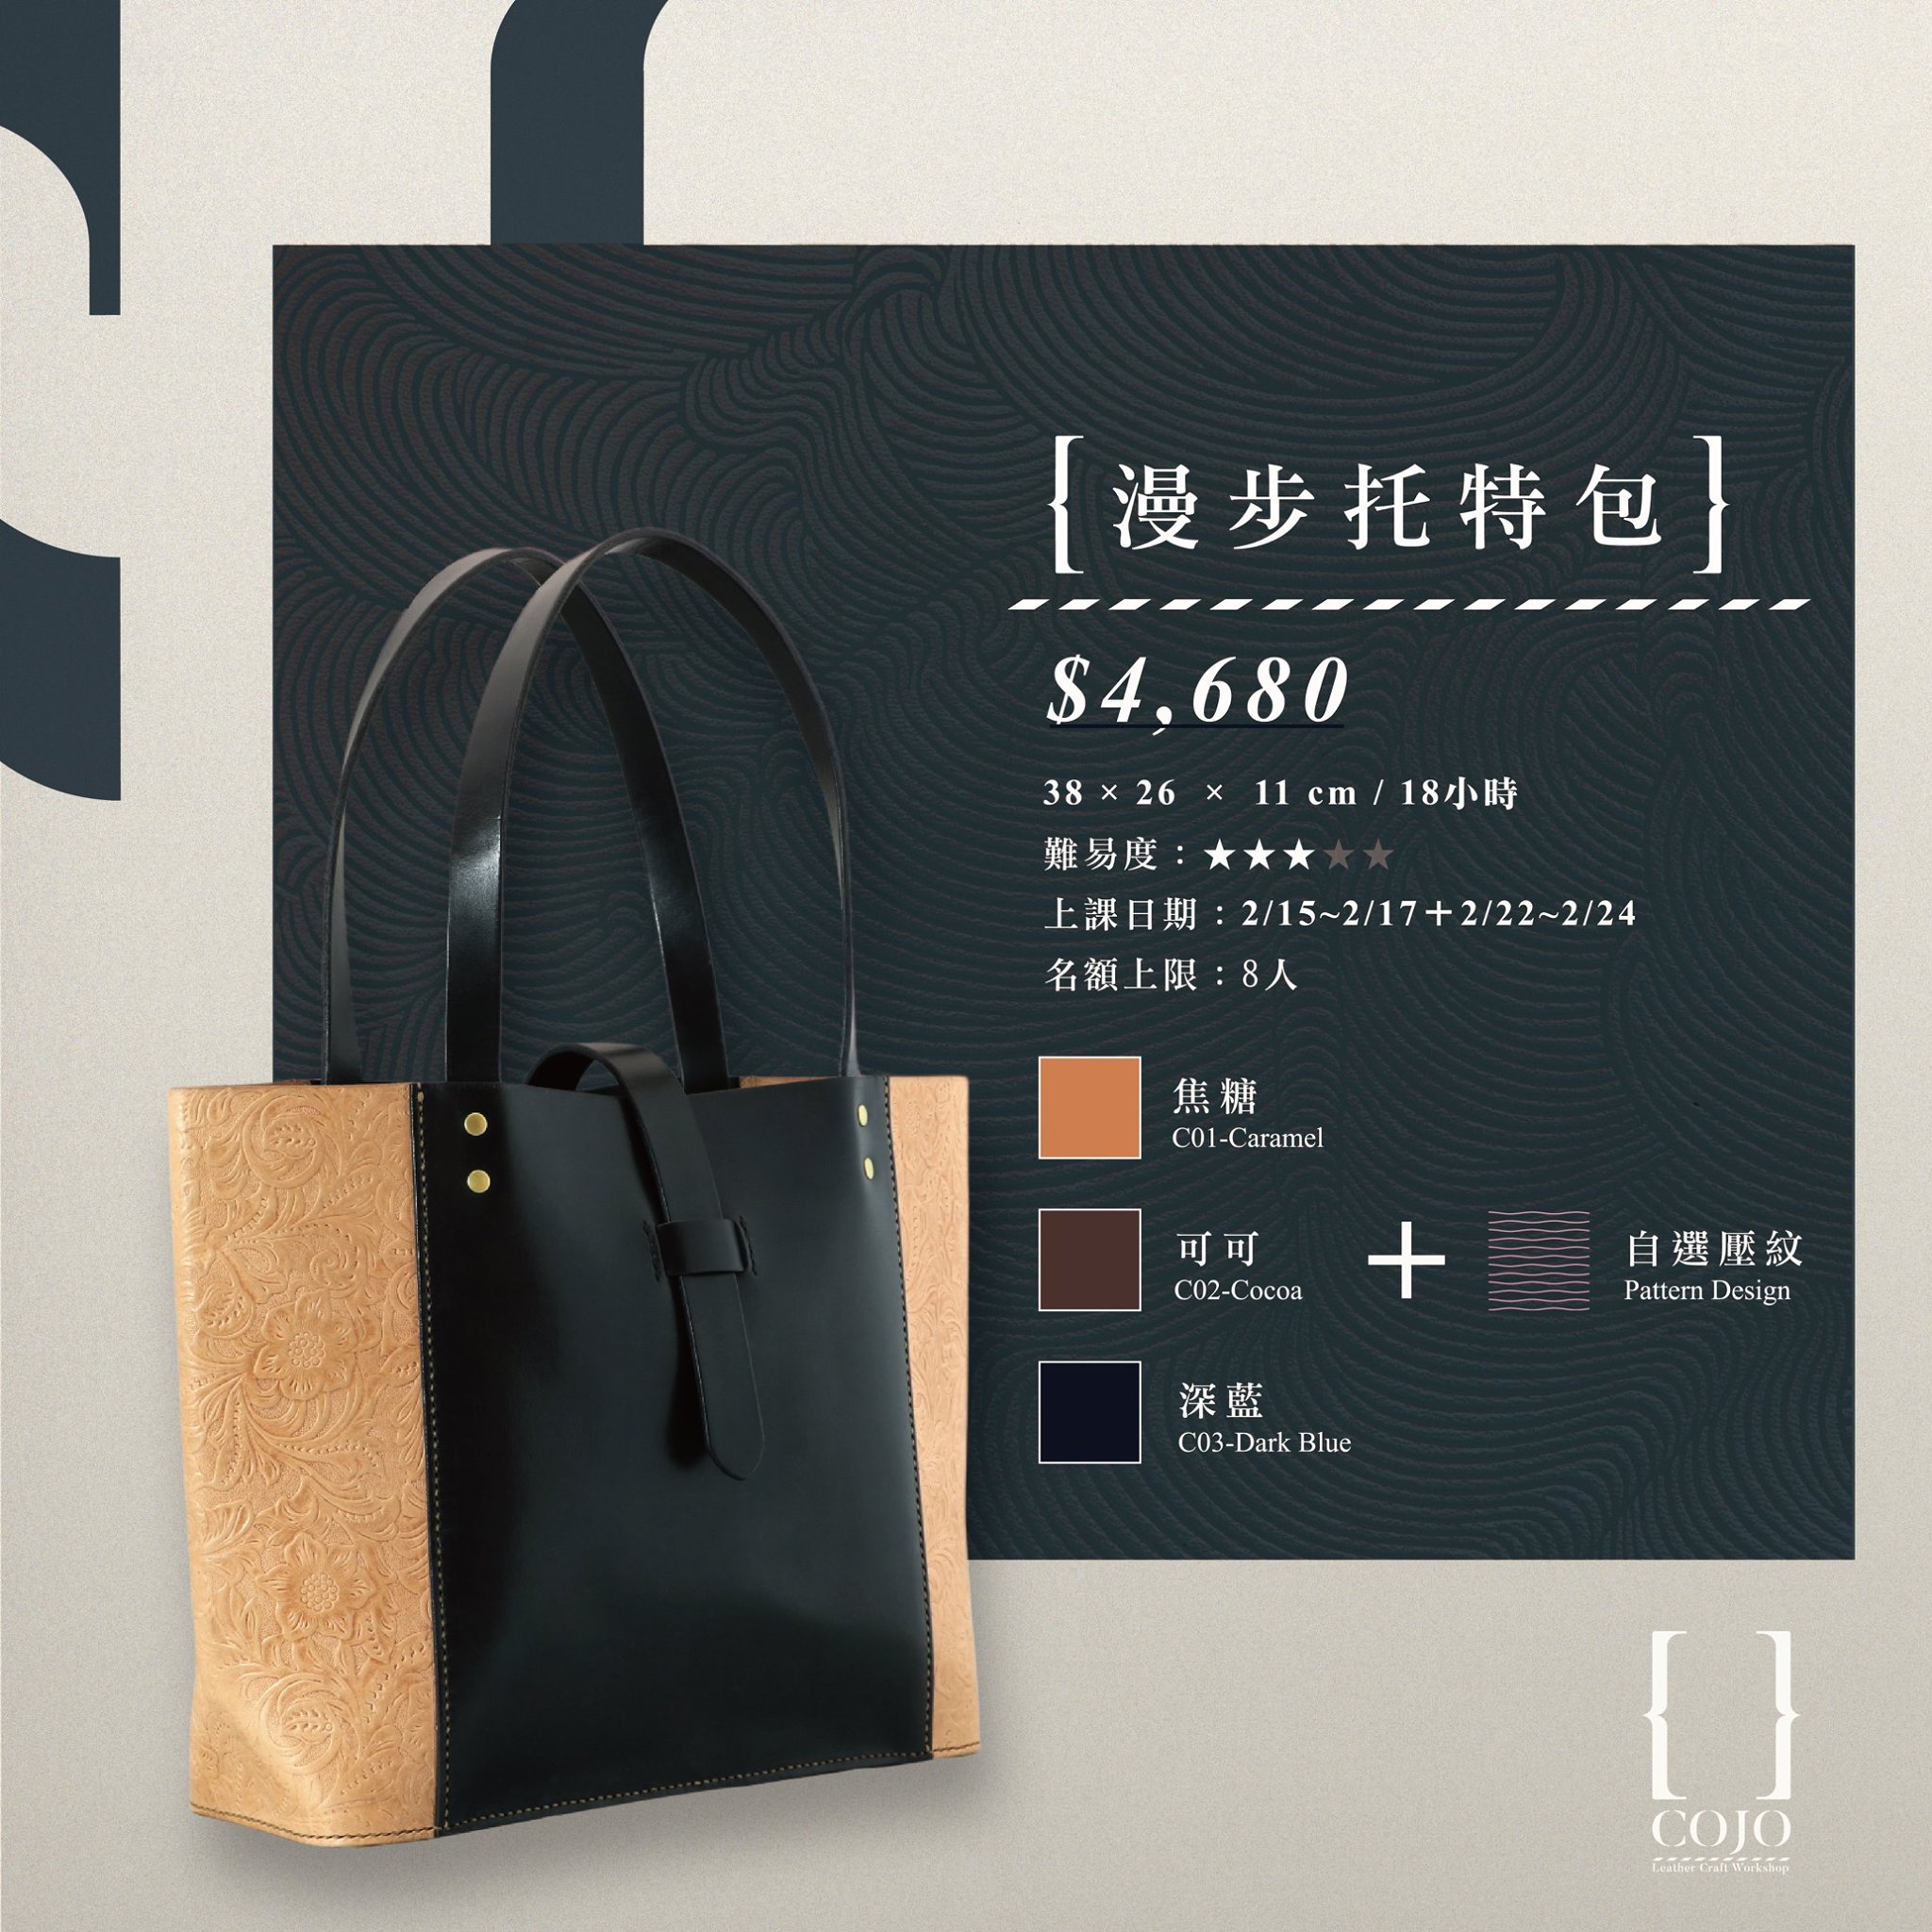 漫步托特包
$4,680
38 × 26 × 11 cm / 18小時
難易度：★★★★★
上課日期：2/15~2/17＋2/22~2/24
名額上限：8人
焦糖
C01-Caramel
可可
C02-Cocoa
＋
自選壓紋
Pattern Design
深藍
C03-Dark Blue
COJO
Leather Craft Workshop